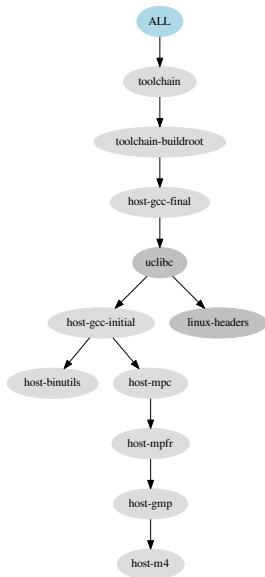 ALL
toolchain
toolchain-buildroot
host-gcc-final
uclibc
host-gcc-initial
linux-headers
host-binutils
host-mpc
host-mpfr
host-gmp
host-m4